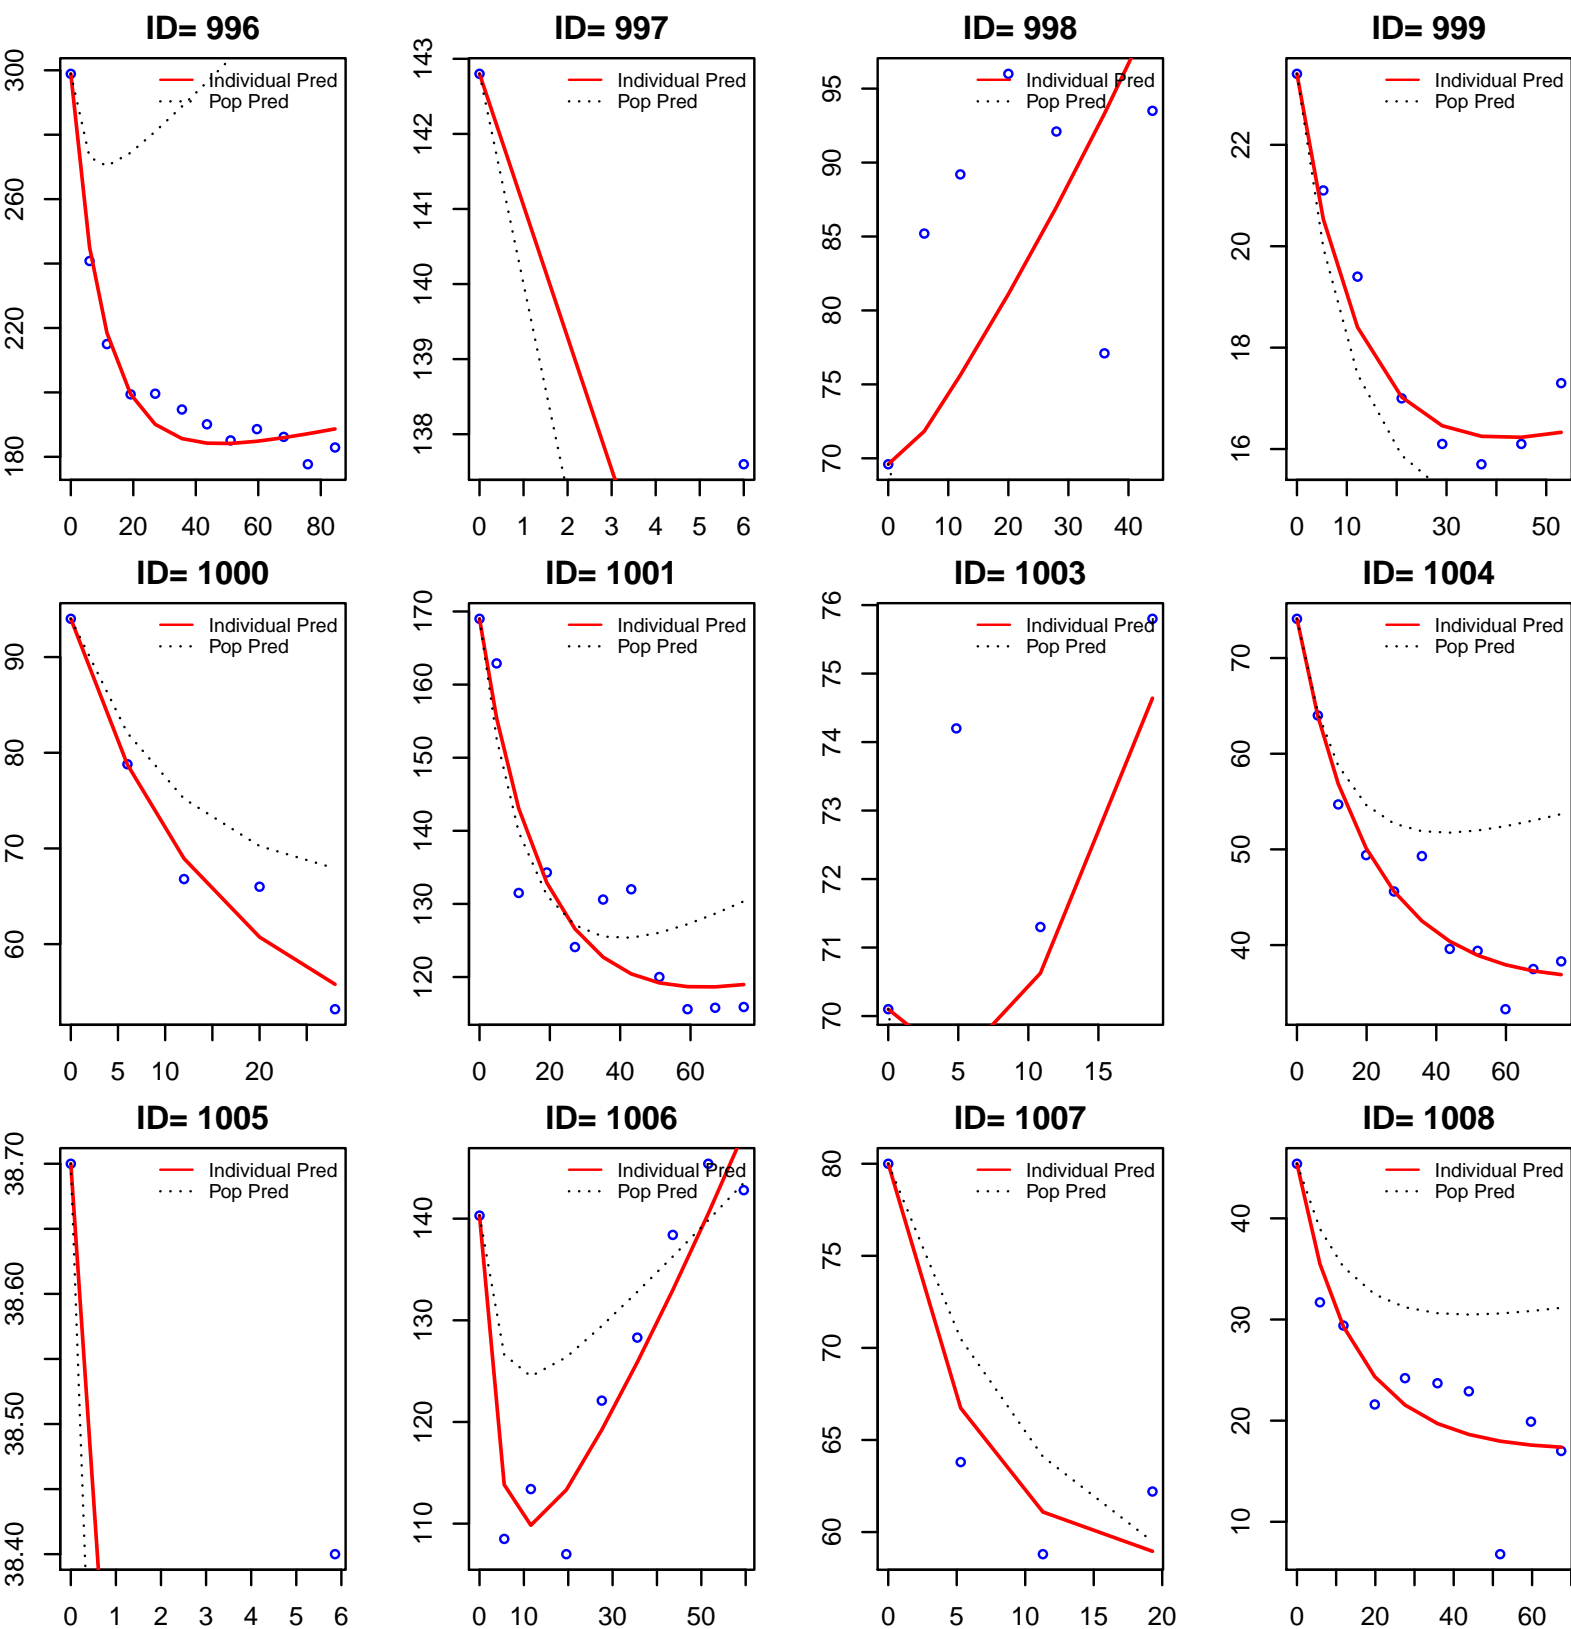 ID= 996
300
260
220
180
Individual Pred
Pop Pred
0 20 40 60 80
ID= 997
143
142
141
140
139
138
Individual Pred
Pop Pred
0 1 2 3 4 5 6
ID= 998
95
90
85
80
75
70
Individual Pred
Pop Pred
0 10 20 30 40
ID= 999
22
20
18
16
Individual Pred
Pop Pred
0 10 30 50
ID= 1000
90
80
70
60
Individual Pred
Pop Pred
0 5 10 20
ID= 1001
170
160
150
140
130
120
Individual Pred
Pop Pred
0 20 40 60
ID= 1003
76
75
74
73
72
71
70
Individual Pred
Pop Pred
0 5 10 15
ID= 1004
70
60
50
40
Individual Pred
Pop Pred
0 20 40 60
ID= 1005
38.70
38.60
38.50
38.40
Individual Pred
Pop Pred
0 1 2 3 4 5 6
ID= 1006
140
130
120
110
Individual Pred
Pop Pred
0 10 30 50
ID= 1007
80
75
70
65
60
Individual Pred
Pop Pred
0 5 10 15 20
ID= 1008
40
30
20
10
Individual Pred
Pop Pred
0 20 40 60